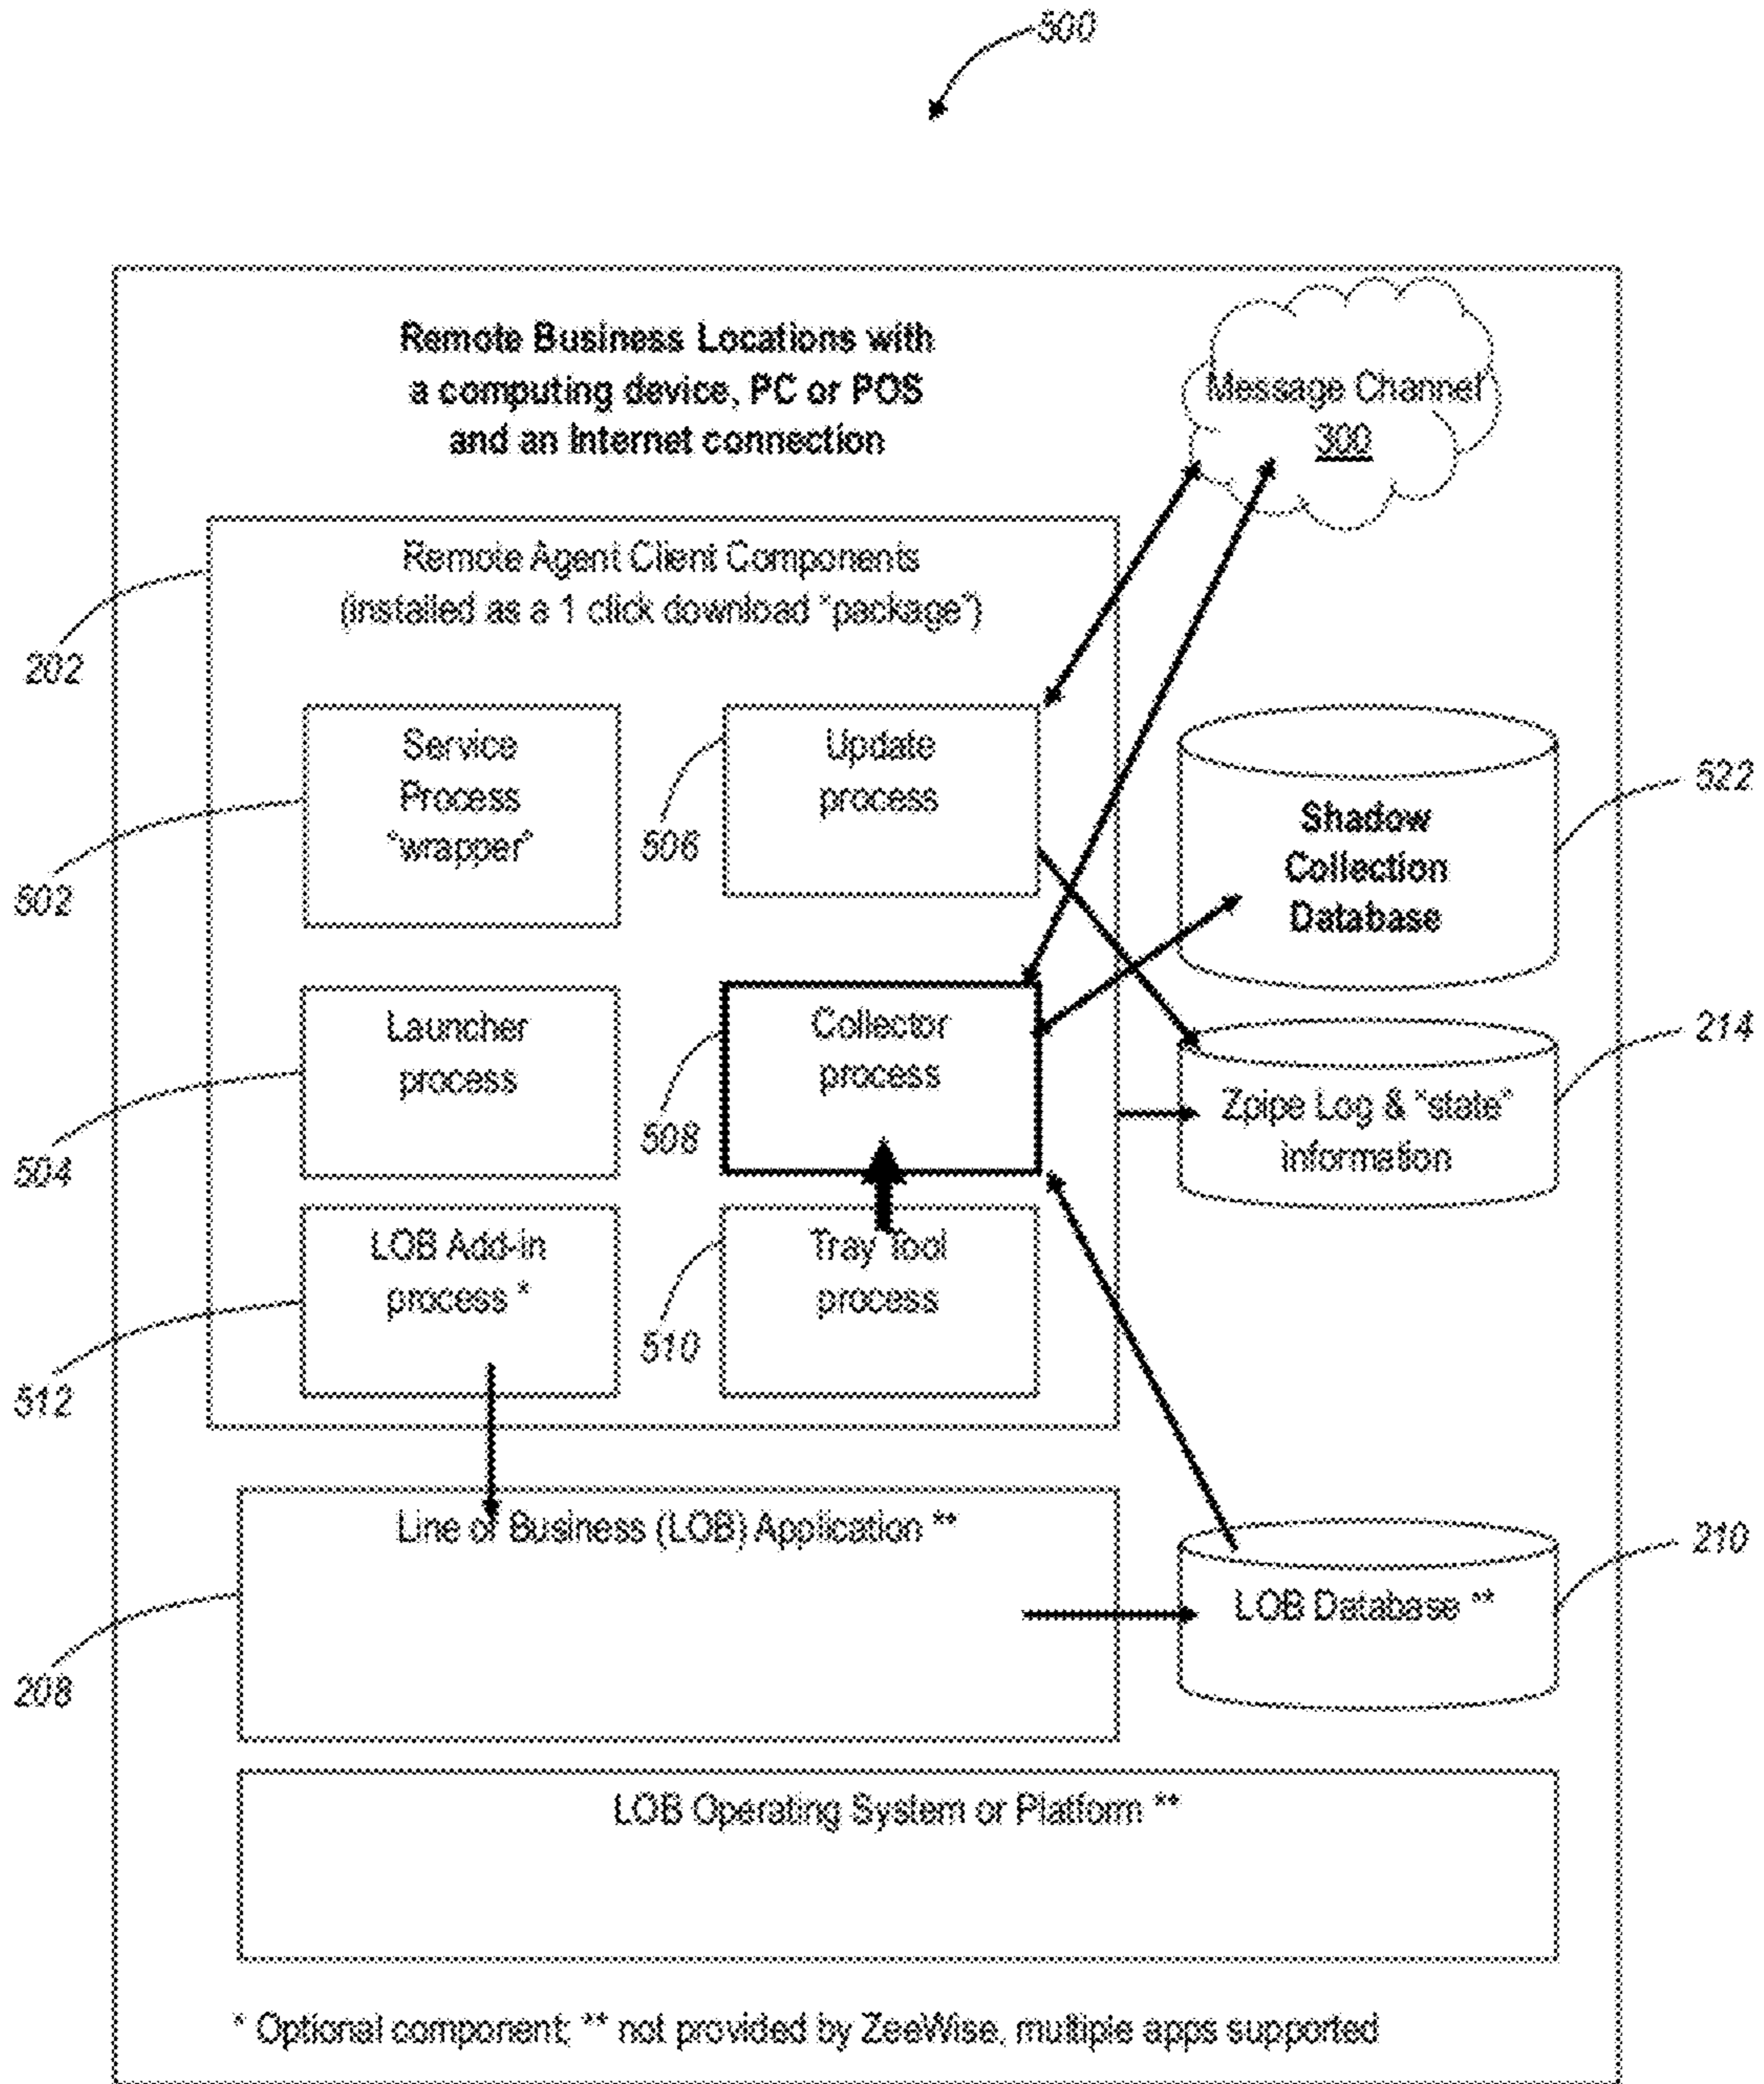 500
Remote Business Locations with
a computing device, PC or POS
and an Internet connection
Message Channel
300
Remote Agent Client Components
(installed as a 1 click download "package")
202
Service
Process
"wrapper"
502
Update
process
506
Shadow
Collection
Database
522
Launcher
process
504
Collector
process
508
Zpipe Log & "state"
information
214
LOB Add-in
process *
512
Tray Tool
process
510
Line of Business (LOB) Application **
208
LOB Database **
210
LOB Operating System or Platform **
* Optional component; ** not provided by ZeeWise, multiple apps supported